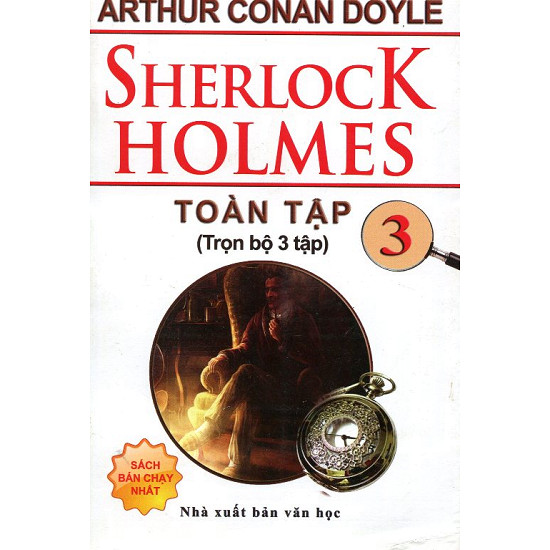 ARTHUR CONAN DOYLE
SHERLOCK
HOLMES
TOÀN TẬP
3
(Trọn bộ 3 tập)
SÁCH
BÁN CHẠY
NHẤT
Nhà xuất bản văn học